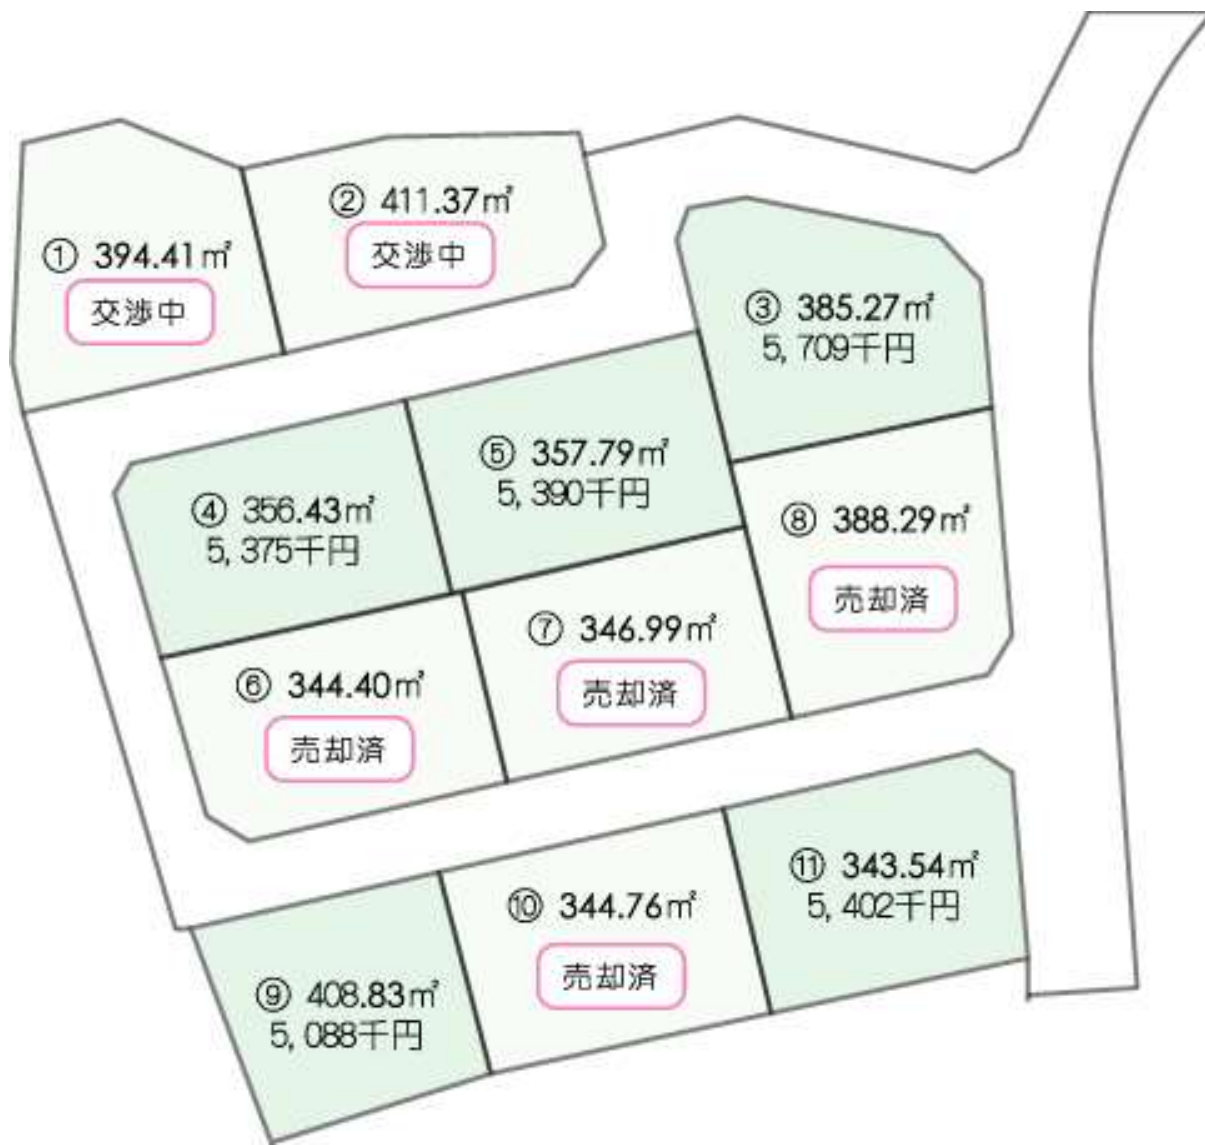 ① 394.41㎡
交渉中
② 411.37㎡
交渉中
③ 385.27㎡
5,709千円
④ 356.43㎡
5,375千円
⑤ 357.79㎡
5,390千円
⑥ 344.40㎡
売却済
⑦ 346.99㎡
売却済
⑧ 388.29㎡
売却済
⑨ 408.83㎡
5,088千円
⑩ 344.76㎡
売却済
⑪ 343.54㎡
5,402千円